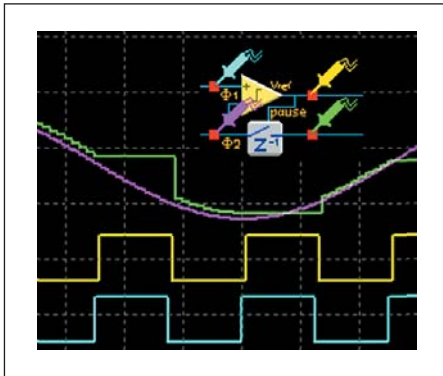 Vref
Φ1
pause
Φ2
Z-1